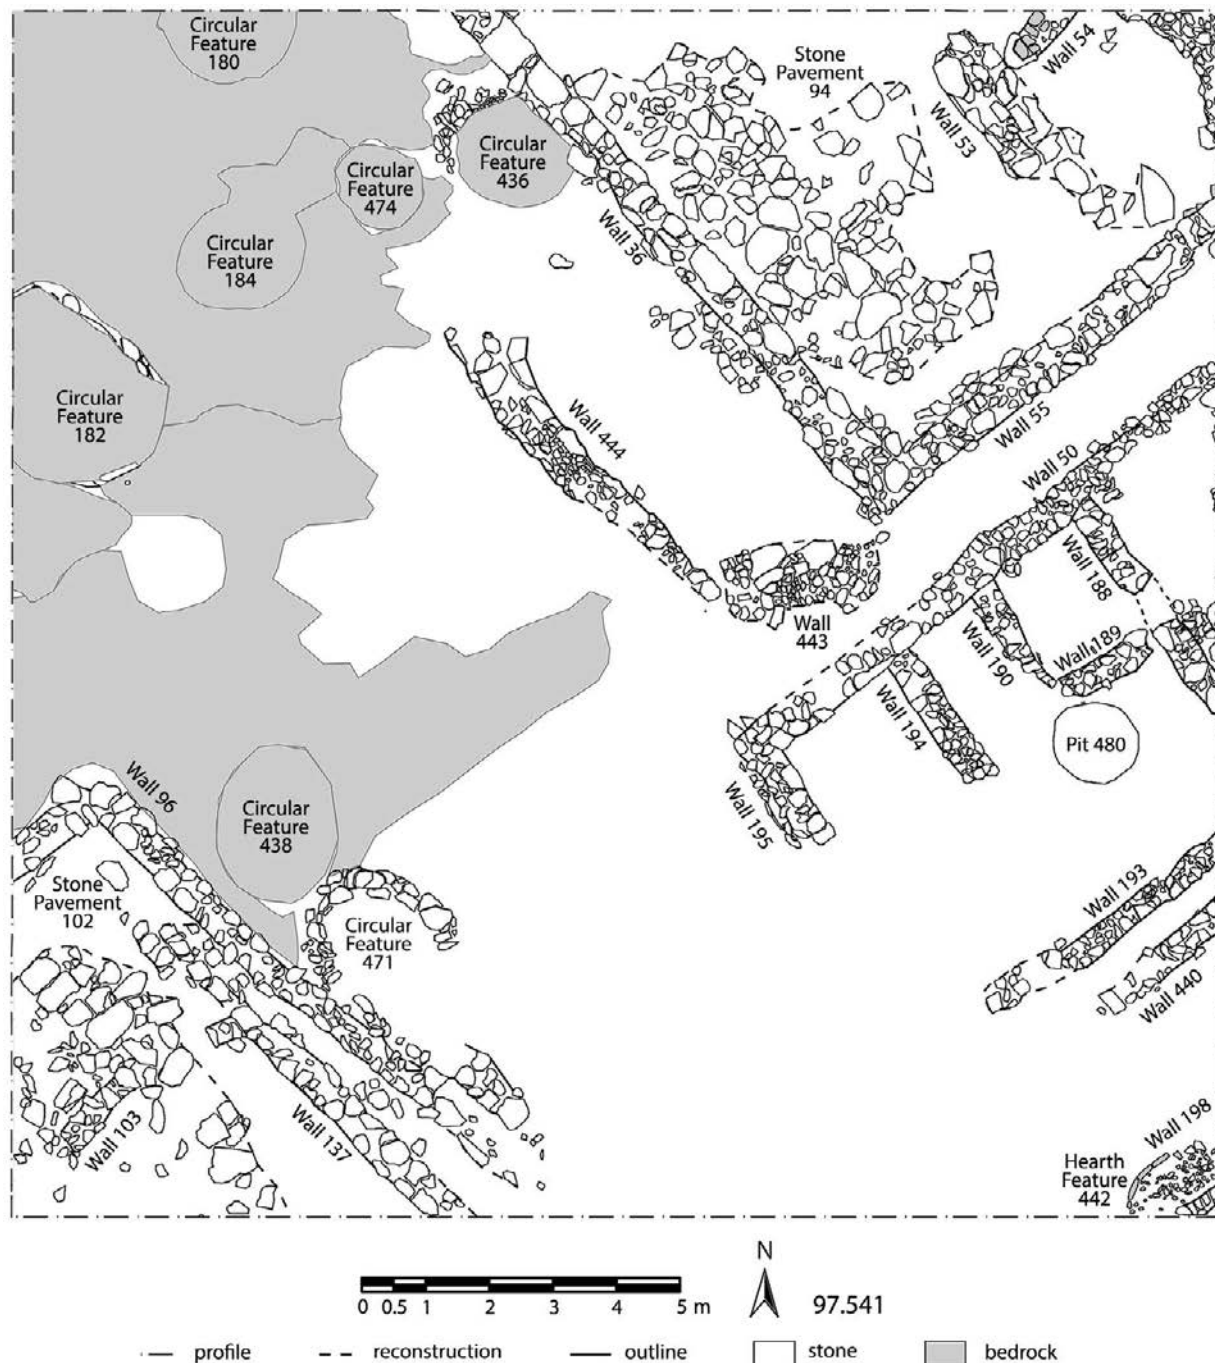 Circular
Feature
180
Stone
Pavement
94
Wall 54
Wall 53
Circular
Feature
436
Circular
Feature
474
Wall 36
Circular
Feature
184
Circular
Feature
182
Wall 444
Wall 55
Wall 50
Wall 188
Wall
443
Wall 189
Wall 190
Wall 194
Pit 480
Wall 96
Circular
Feature
438
Wall 195
Stone
Pavement
102
Circular
Feature
471
Wall 193
Wall 440
Wall 103
Wall 137
Wall 198
Hearth
Feature
442
N
0 0.5 1 2 3 4 5 m
97.541
profile reconstruction outline stone bedrock